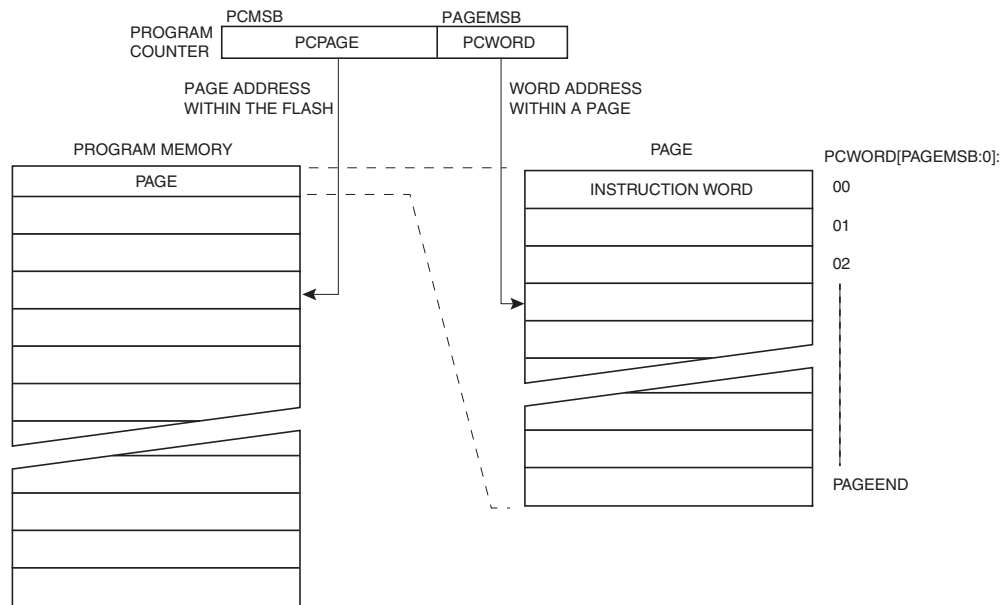 PCMSB
PAGEMSB
PROGRAM
COUNTER
PCPAGE
PCWORD
PAGE ADDRESS
WITHIN THE FLASH
WORD ADDRESS
WITHIN A PAGE
PROGRAM MEMORY
PAGE
PAGE
INSTRUCTION WORD
PCWORD[PAGEMSB:0]:
00
01
02
PAGEEND